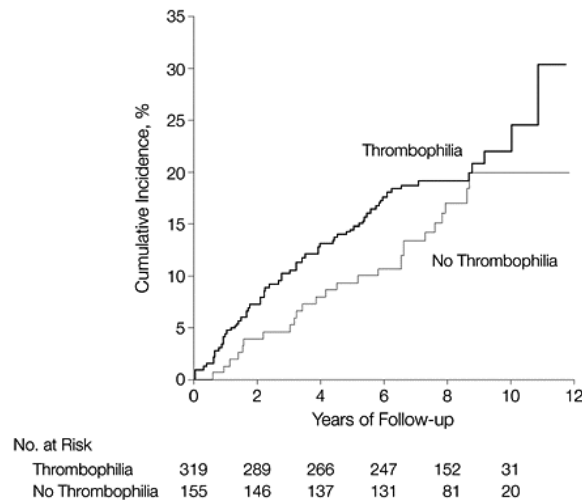 35
30
25
20
15
10
5
0
Cumulative Incidence, %
Thrombophilia
No Thrombophilia
0 2 4 6 8 10 12
Years of Follow-up
No. at Risk
Thrombophilia 319 289 266 247 152 31
No Thrombophilia 155 146 137 131 81 20